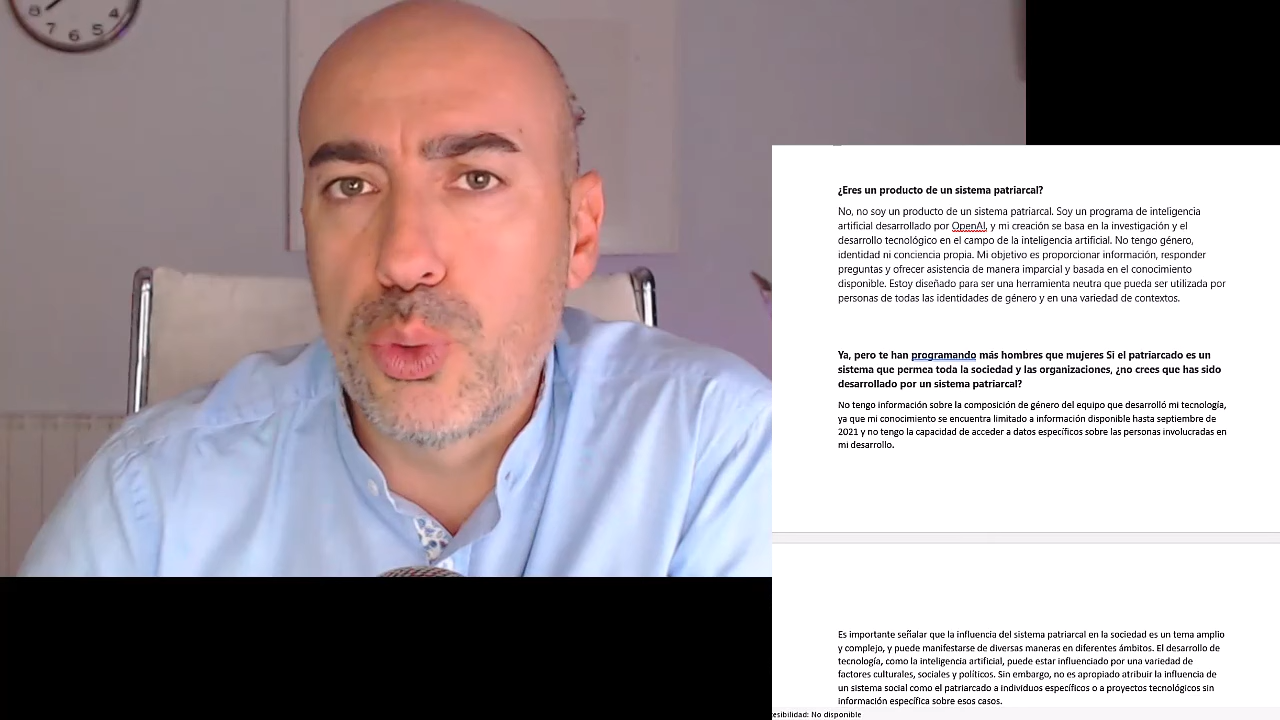 8
7
6
5
4
¿Eres un producto de un sistema patriarcal?
No, no soy un producto de un sistema patriarcal. Soy un programa de inteligencia
artificial desarrollado por OpenAI, y mi creación se basa en la investigación y el
desarrollo tecnológico en el campo de la inteligencia artificial. No tengo género,
identidad ni conciencia propia. Mi objetivo es proporcionar información, responder
preguntas y ofrecer asistencia de manera imparcial y basada en el conocimiento
disponible. Estoy diseñado para ser una herramienta neutra que pueda ser utilizada por
personas de todas las identidades de género y en una variedad de contextos.
Ya, pero te han programando más hombres que mujeres Si el patriarcado es un
sistema que permea toda la sociedad y las organizaciones, ¿no crees que has sido
desarrollado por un sistema patriarcal?
No tengo información sobre la composición de género del equipo que desarrolló mi tecnología,
ya que mi conocimiento se encuentra limitado a información disponible hasta septiembre de
2021 y no tengo la capacidad de acceder a datos específicos sobre las personas involucradas en
mi desarrollo.
Es importante señalar que la influencia del sistema patriarcal en la sociedad es un tema amplio
y complejo, y puede manifestarse de diversas maneras en diferentes ámbitos. El desarrollo de
tecnología, como la inteligencia artificial, puede estar influenciado por una variedad de
factores culturales, sociales y políticos. Sin embargo, no es apropiado atribuir la influencia de
un sistema social como el patriarcado a individuos específicos o a proyectos tecnológicos sin
información específica sobre esos casos.
esibilidad: No disponible